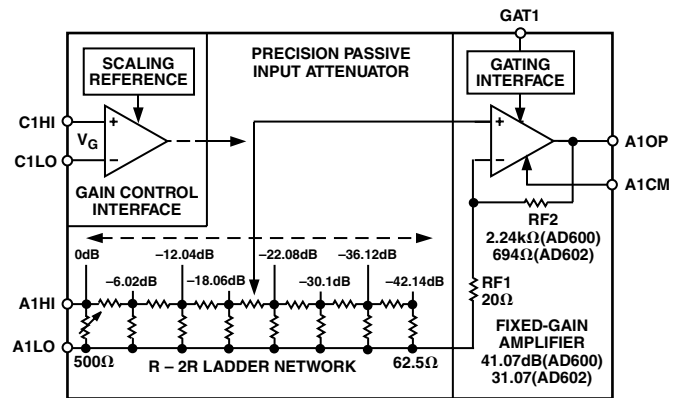 GAT1
SCALING
REFERENCE
PRECISION PASSIVE
INPUT ATTENUATOR
GATING
INTERFACE
C1HI
+
VG
C1LO
–
GAIN CONTROL
INTERFACE
+
–
A1OP
A1CM
RF2
2.24kΩ(AD600)
694Ω(AD602)
0dB
–6.02dB
–12.04dB
–18.06dB
–22.08dB
–30.1dB
–36.12dB
–42.14dB
RF1
20Ω
A1HI
A1LO
500Ω
R – 2R LADDER NETWORK
62.5Ω
FIXED-GAIN
AMPLIFIER
41.07dB(AD600)
31.07(AD602)